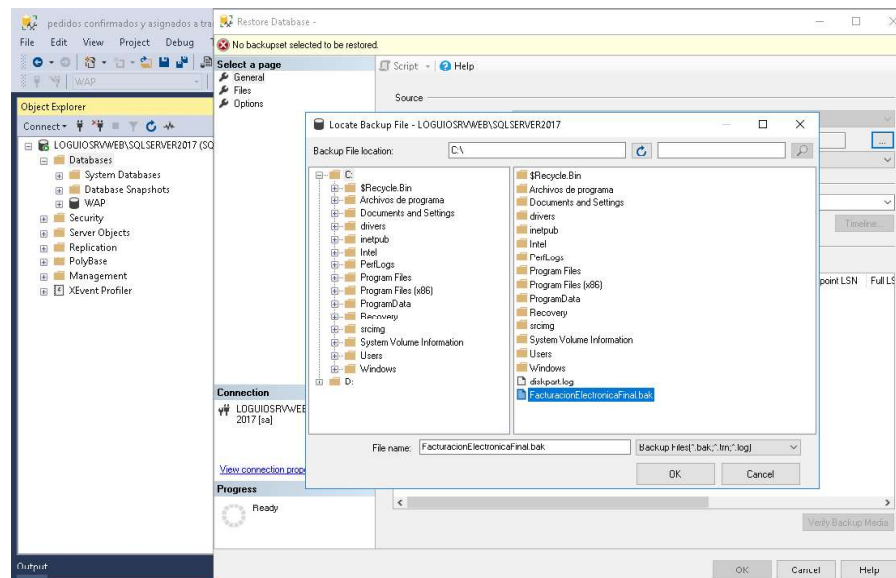 pedidos confirmados y asignados a tra
File Edit View Project Debug
WAP
Object Explorer
Connect
LOGUIOSRVWEB\SQLSERVER2017 (SQ
Databases
System Databases
Database Snapshots
WAP
Security
Server Objects
Replication
PolyBase
Management
XEvent Profiler
Output
Restore Database -
No backupset selected to be restored.
Select a page
General
Files
Options
Script
Help
Source
Timeline...
point LSN Full LS
Connection
LOGUIOSRVWEB
2017 [sa]
View connection prope
Progress
Ready
Verify Backup Media
OK Cancel Help
Locate Backup File - LOGUIOSRVWEB\SQLSERVER2017
Backup File location: C:\
C:
$Recycle.Bin
Archivos de programa
Documents and Settings
drivers
inetpub
Intel
PerfLogs
Program Files
Program Files (x86)
ProgramData
Recovery
srcimg
System Volume Information
Users
Windows
D:
$Recycle.Bin
Archivos de programa
Documents and Settings
drivers
inetpub
Intel
PerfLogs
Program Files
Program Files (x86)
ProgramData
Recovery
srcimg
System Volume Information
Users
Windows
diskpart.log
FacturacionElectronicaFinal.bak
File name: FacturacionElectronicaFinal.bak
Backup Files(*.bak;*.trn;*.log)
OK Cancel